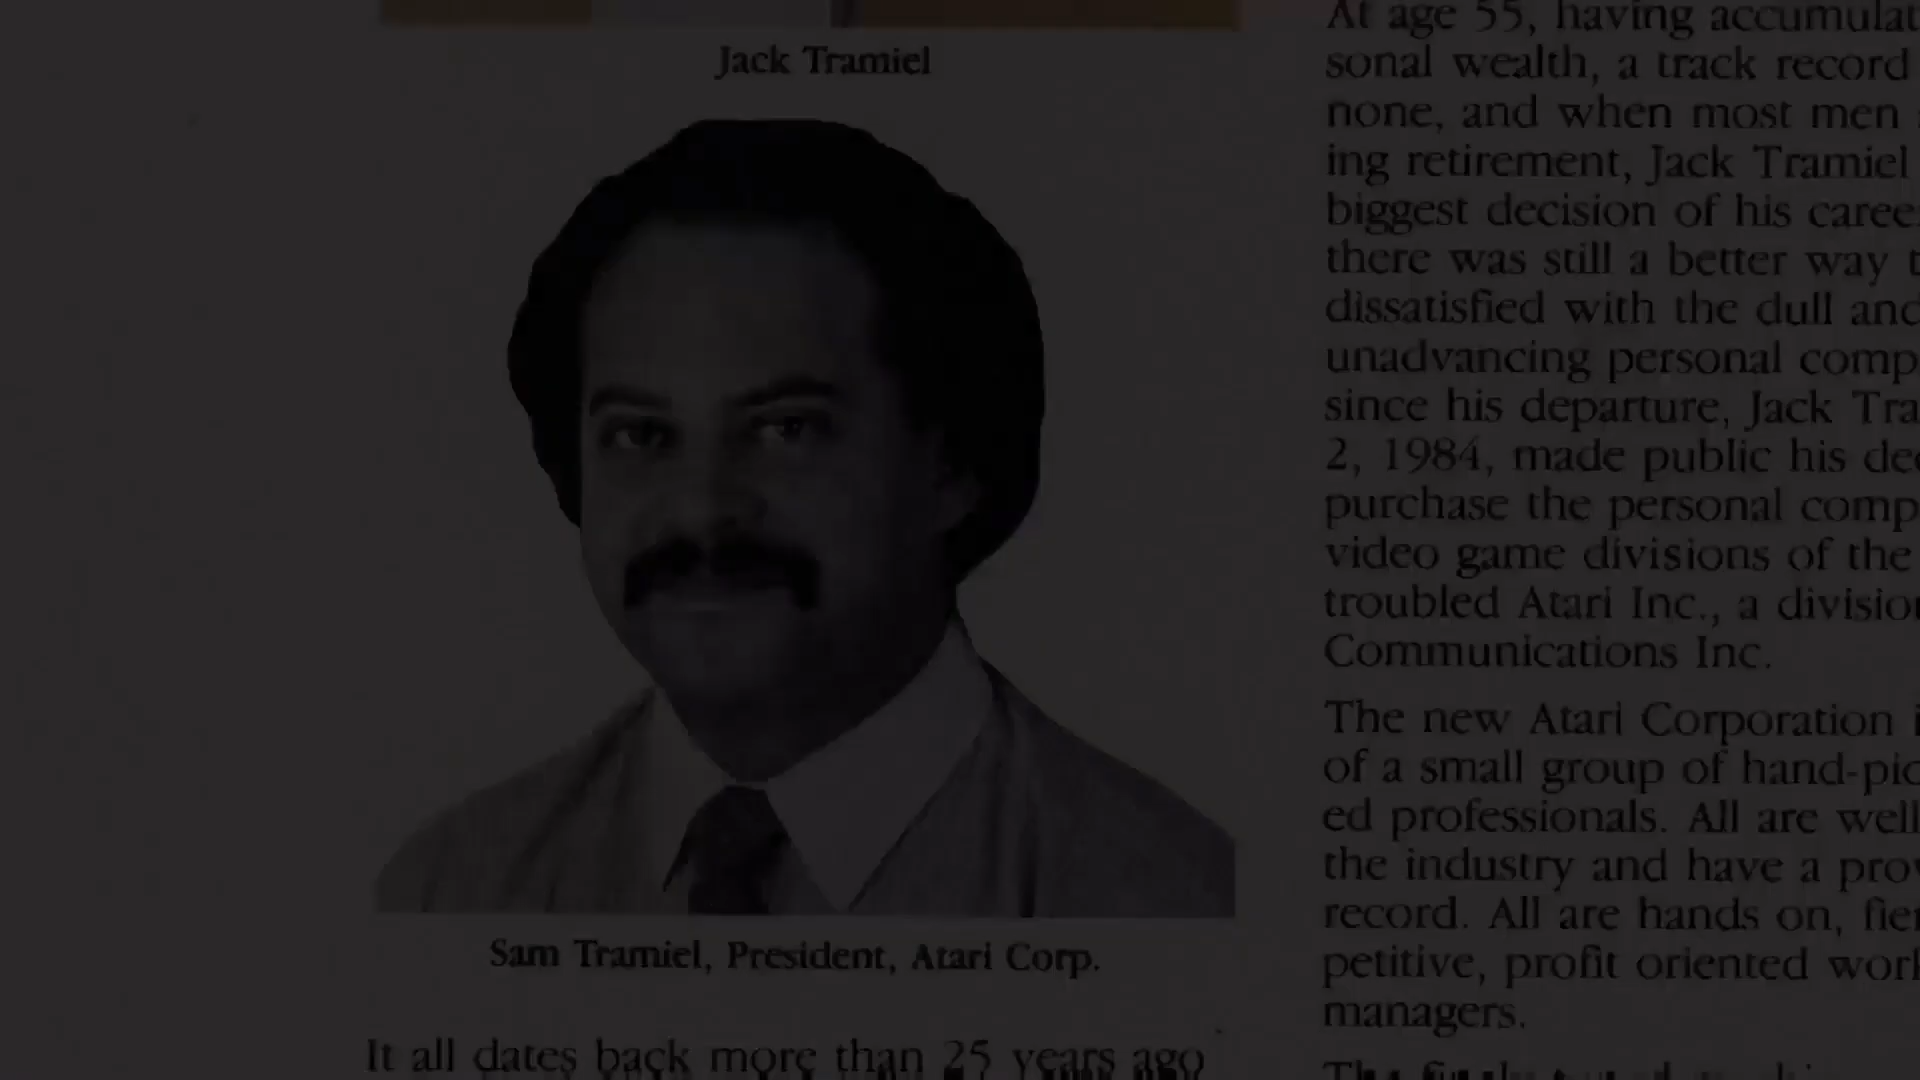 Jack Tramiel
Sam Tramiel, President, Atari Corp.
It all dates back more than 25 years ago
At age 55, having accumulat
sonal wealth, a track record
none, and when most men
ing retirement, Jack Tramiel
biggest decision of his caree
there was still a better way t
dissatisfied with the dull and
unadvancing personal comp
since his departure, Jack Tra
2, 1984, made public his dec
purchase the personal comp
video game divisions of the
troubled Atari Inc., a division
Communications Inc.
The new Atari Corporation i
of a small group of hand-pic
ed professionals. All are well
the industry and have a prov
record. All are hands on, fier
petitive, profit oriented work
managers.